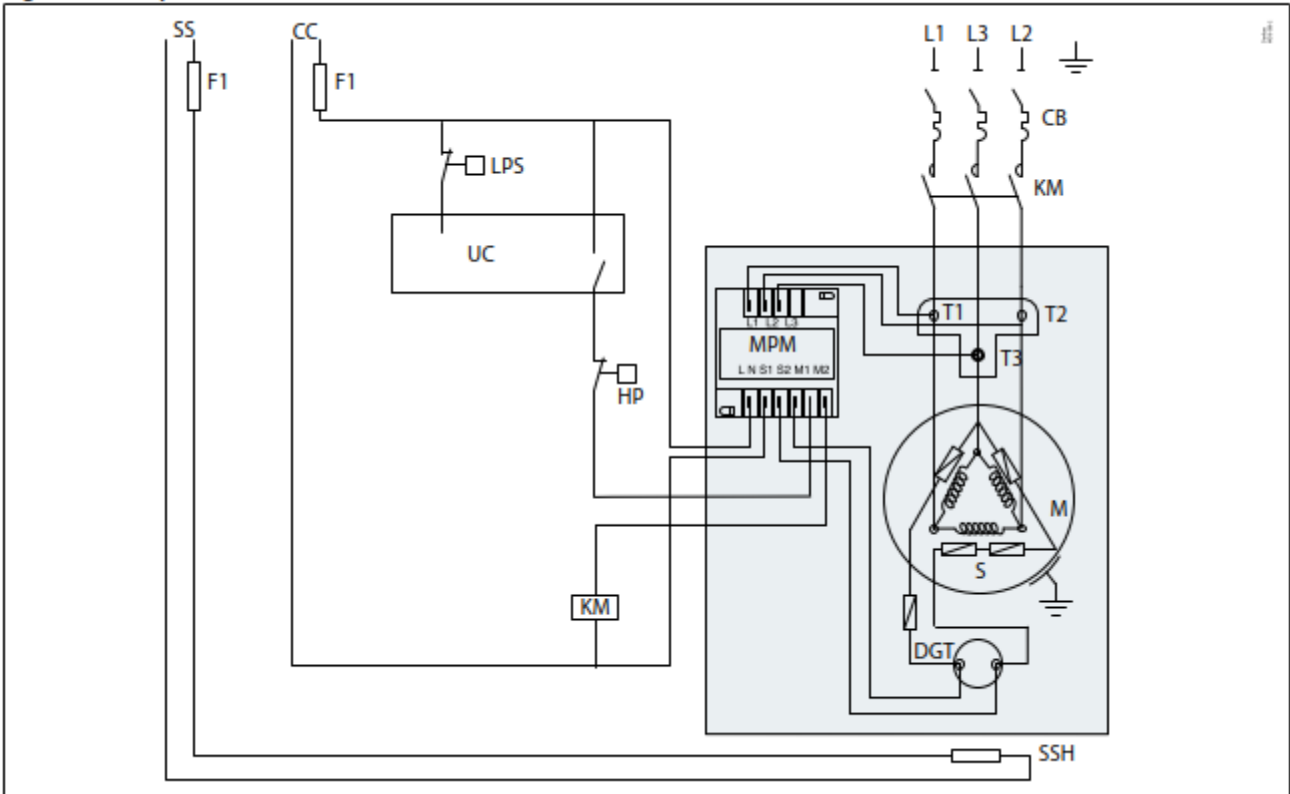 SS CC L1 L3 L2
F1 F1
CB
LPS
KM
UC
T1 T2
L1 L2 L3
MPM
T3
L N S1 S2 M1 M2
HP
M
S
KM
DGT
SSH